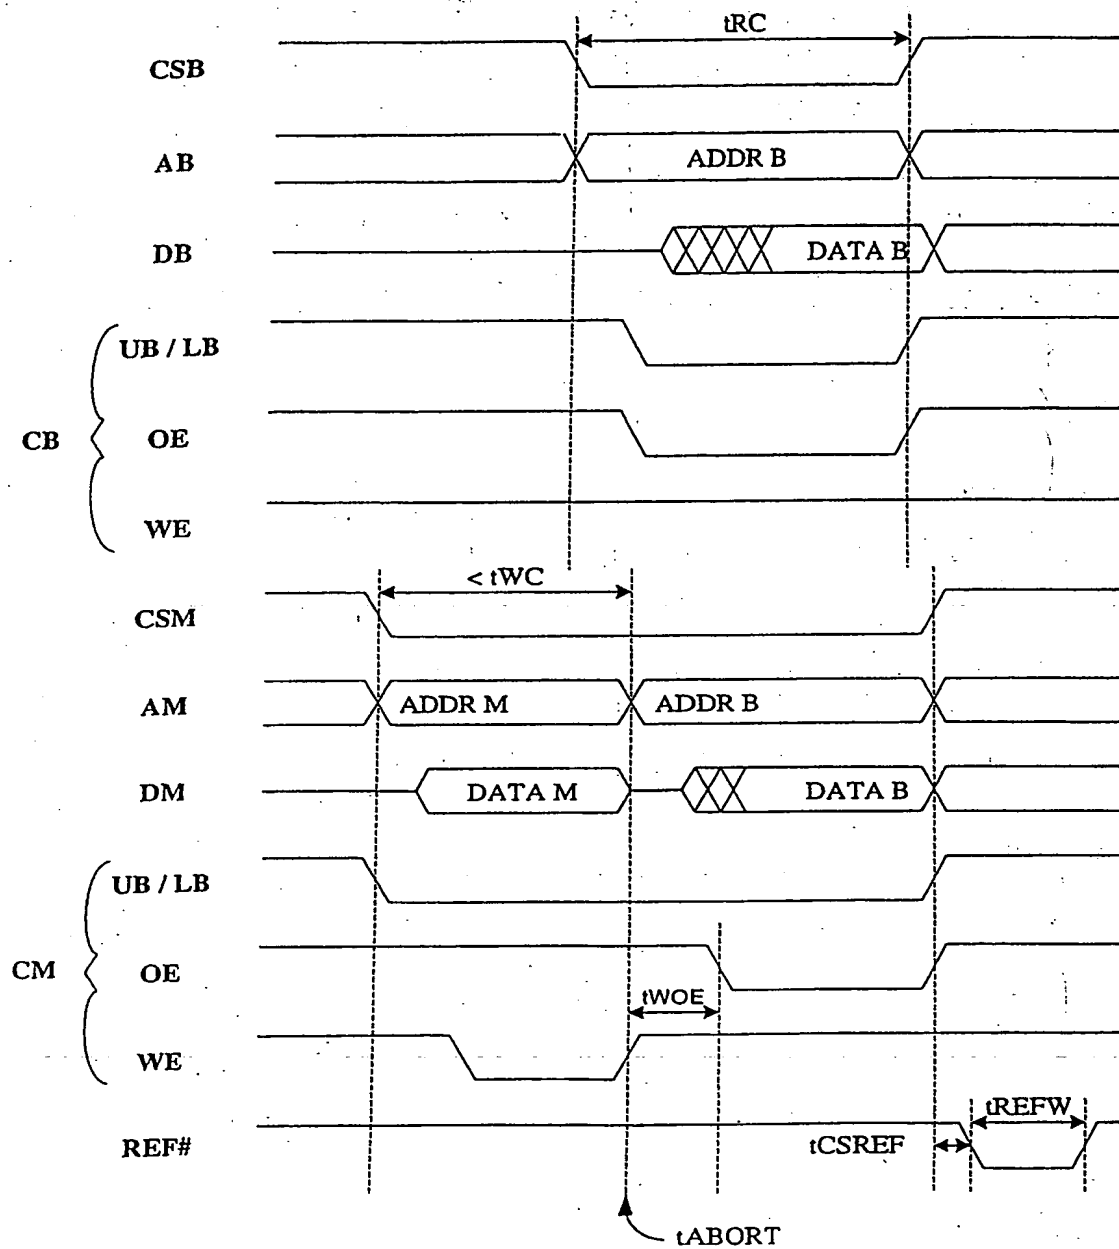 tRC
CSB
AB ADDR B
DB DATA B
UB / LB
CB OE
WE
< tWC
CSM
AM ADDR M ADDR B
DM DATA M DATA B
UB / LB
CM OE
tWOE
WE
tREFW
REF# tCSREF
tABORT